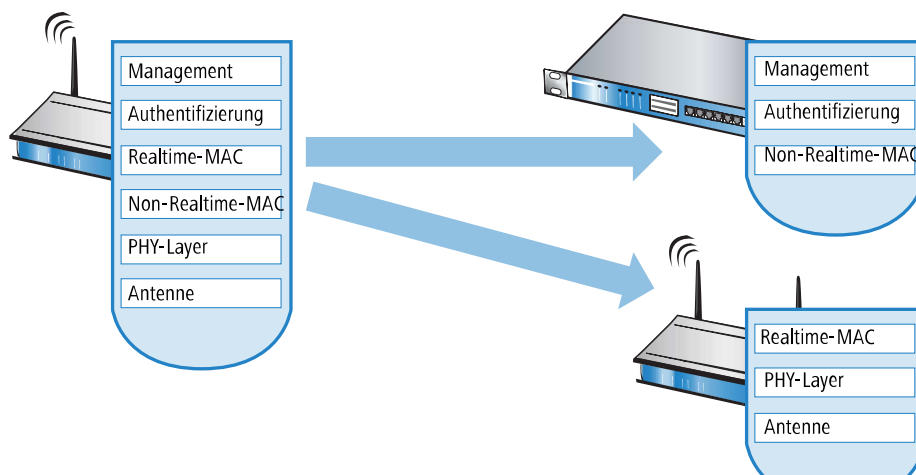 Management
Authentifizierung
Realtime-MAC
Non-Realtime-MAC
PHY-Layer
Antenne
Management
Authentifizierung
Non-Realtime-MAC
Realtime-MAC
PHY-Layer
Antenne